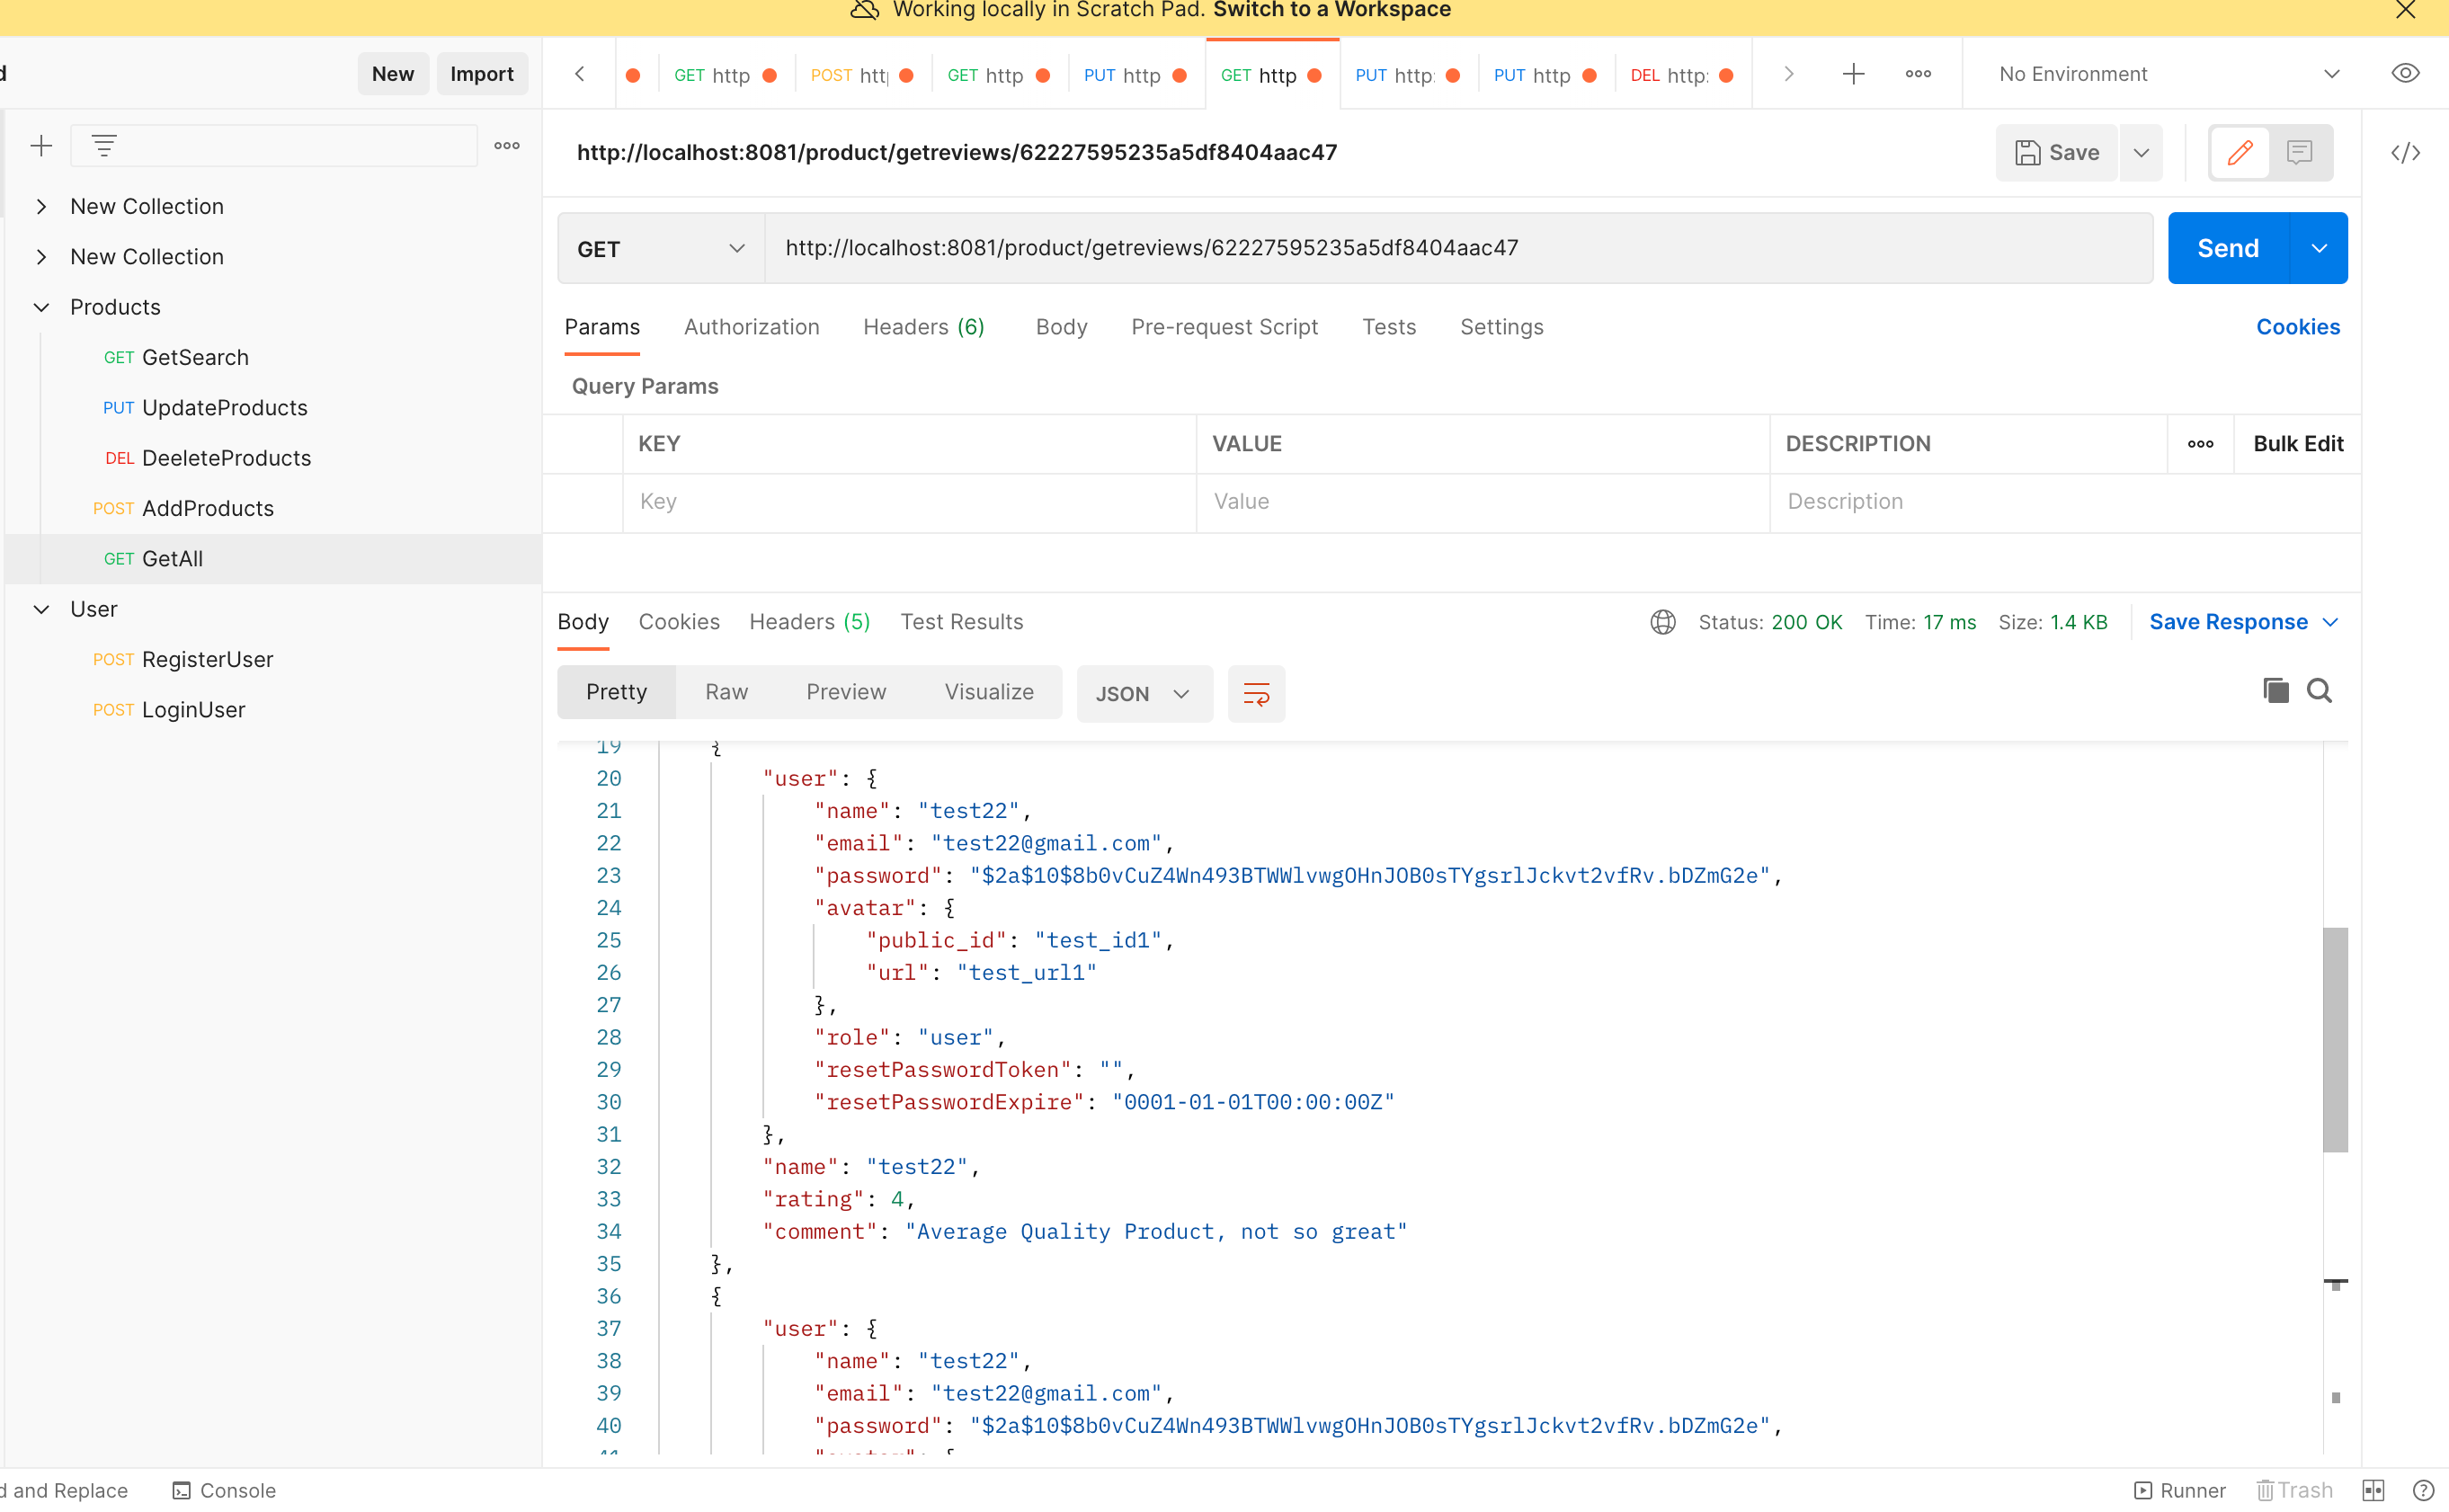 Working locally in Scratch Pad. Switch to a Workspace
New Import
GET http
POST http
GET http
PUT http
GET http
PUT http:
PUT http
DEL http:
No Environment
http://localhost:8081/product/getreviews/62227595235a5df8404aac47
Save
GET http://localhost:8081/product/getreviews/62227595235a5df8404aac47 Send
Params Authorization Headers (6) Body Pre-request Script Tests Settings Cookies
Query Params
KEY VALUE DESCRIPTION Bulk Edit
Key Value Description
New Collection
New Collection
Products
GET GetSearch
PUT UpdateProducts
DEL DeeleteProducts
POST AddProducts
GET GetAll
User
POST RegisterUser
POST LoginUser
Body Cookies Headers (5) Test Results Status: 200 OK Time: 17 ms Size: 1.4 KB Save Response
Pretty Raw Preview Visualize JSON
19 {
20 "user": {
21 "name": "test22",
22 "email": "test22@gmail.com",
23 "password": "$2a$10$8b0vCuZ4Wn493BTWWlvwgOHnJOB0sTYgsrlJckvt2vfRv.bDZmG2e",
24 "avatar": {
25 "public_id": "test_id1",
26 "url": "test_url1"
27 },
28 "role": "user",
29 "resetPasswordToken": "",
30 "resetPasswordExpire": "0001-01-01T00:00:00Z"
31 },
32 "name": "test22",
33 "rating": 4,
34 "comment": "Average Quality Product, not so great"
35 },
36 {
37 "user": {
38 "name": "test22",
39 "email": "test22@gmail.com",
40 "password": "$2a$10$8b0vCuZ4Wn493BTWWlvwgOHnJOB0sTYgsrlJckvt2vfRv.bDZmG2e",
d and Replace Console Runner Trash